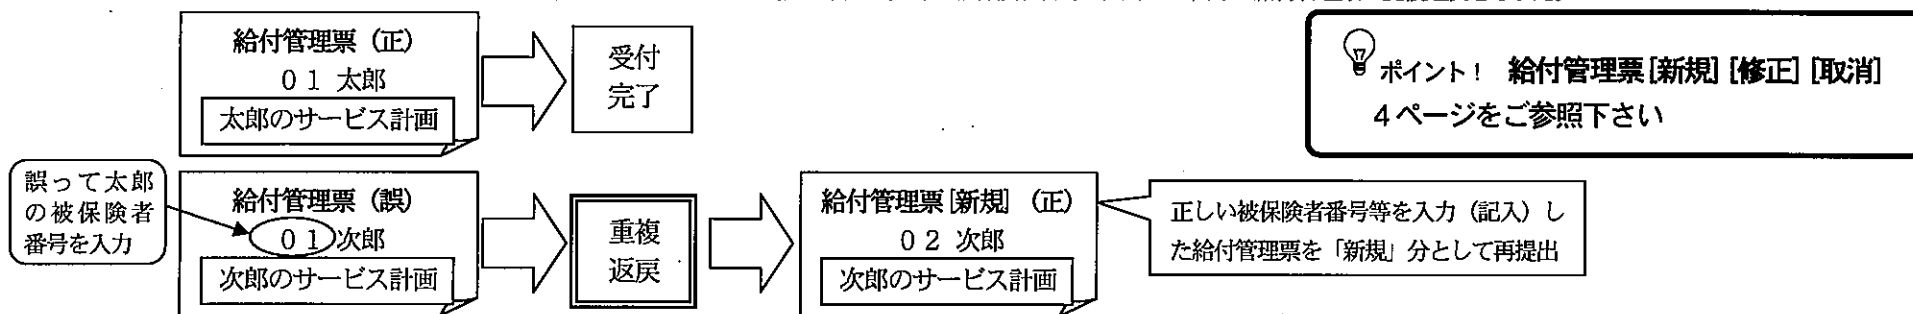 給付管理票（正）
０１ 太郎
太郎のサービス計画
受付
完了
ポイント！ 給付管理票[新規][修正][取消]
４ページをご参照下さい
誤って太郎
の被保険者
番号を入力
給付管理票（誤）
０１ 次郎
次郎のサービス計画
重複
返戻
給付管理票[新規]（正）
０２ 次郎
次郎のサービス計画
正しい被保険者番号等を入力（記入）し
た給付管理票を「新規」分として再提出